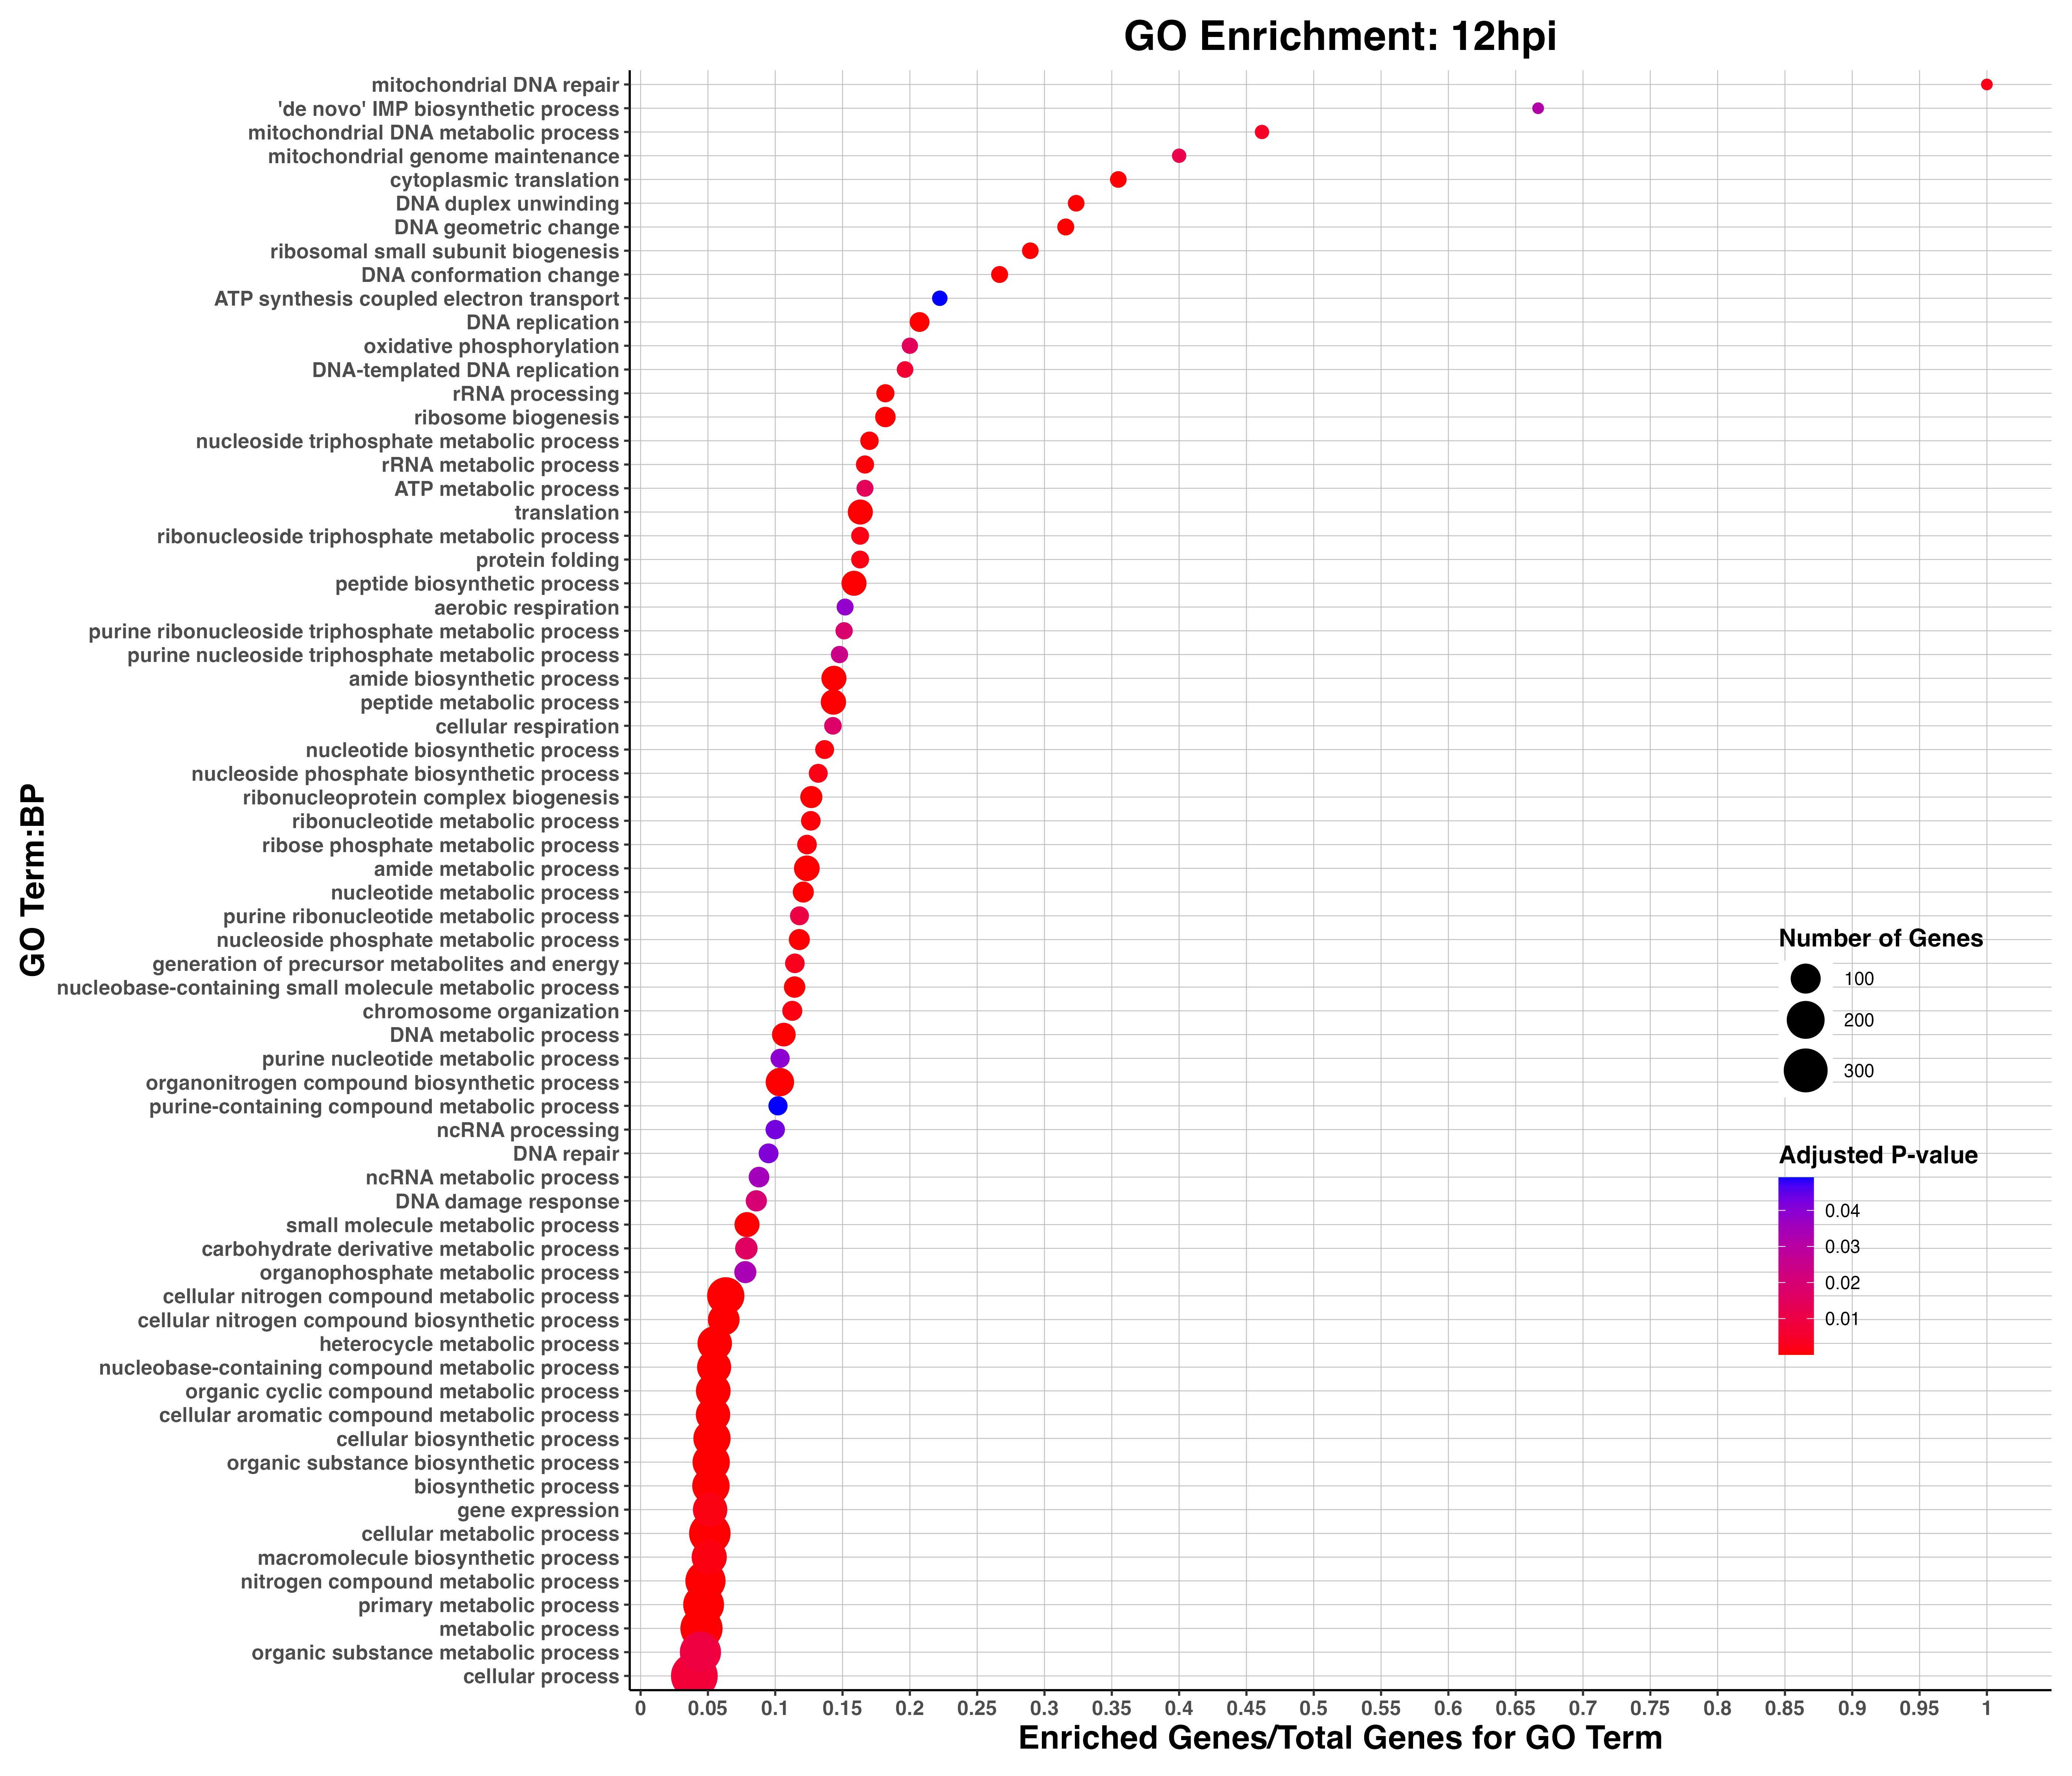 GO Enrichment: 12hpi
GO Term:BP
mitochondrial DNA repair
'de novo' IMP biosynthetic process
mitochondrial DNA metabolic process
mitochondrial genome maintenance
cytoplasmic translation
DNA duplex unwinding
DNA geometric change
ribosomal small subunit biogenesis
DNA conformation change
ATP synthesis coupled electron transport
DNA replication
oxidative phosphorylation
DNA-templated DNA replication
rRNA processing
ribosome biogenesis
nucleoside triphosphate metabolic process
rRNA metabolic process
ATP metabolic process
translation
ribonucleoside triphosphate metabolic process
protein folding
peptide biosynthetic process
aerobic respiration
purine ribonucleoside triphosphate metabolic process
purine nucleoside triphosphate metabolic process
amide biosynthetic process
peptide metabolic process
cellular respiration
nucleotide biosynthetic process
nucleoside phosphate biosynthetic process
ribonucleoprotein complex biogenesis
ribonucleotide metabolic process
ribose phosphate metabolic process
amide metabolic process
nucleotide metabolic process
purine ribonucleotide metabolic process
nucleoside phosphate metabolic process
generation of precursor metabolites and energy
nucleobase-containing small molecule metabolic process
chromosome organization
DNA metabolic process
purine nucleotide metabolic process
organonitrogen compound biosynthetic process
purine-containing compound metabolic process
ncRNA processing
DNA repair
ncRNA metabolic process
DNA damage response
small molecule metabolic process
carbohydrate derivative metabolic process
organophosphate metabolic process
cellular nitrogen compound metabolic process
cellular nitrogen compound biosynthetic process
heterocycle metabolic process
nucleobase-containing compound metabolic process
organic cyclic compound metabolic process
cellular aromatic compound metabolic process
cellular biosynthetic process
organic substance biosynthetic process
biosynthetic process
gene expression
cellular metabolic process
macromolecule biosynthetic process
nitrogen compound metabolic process
primary metabolic process
metabolic process
organic substance metabolic process
cellular process
Number of Genes
100
200
300
Adjusted P-value
0.04
0.03
0.02
0.01
0 0.05 0.1 0.15 0.2 0.25 0.3 0.35 0.4 0.45 0.5 0.55 0.6 0.65 0.7 0.75 0.8 0.85 0.9 0.95 1
Enriched Genes/Total Genes for GO Term